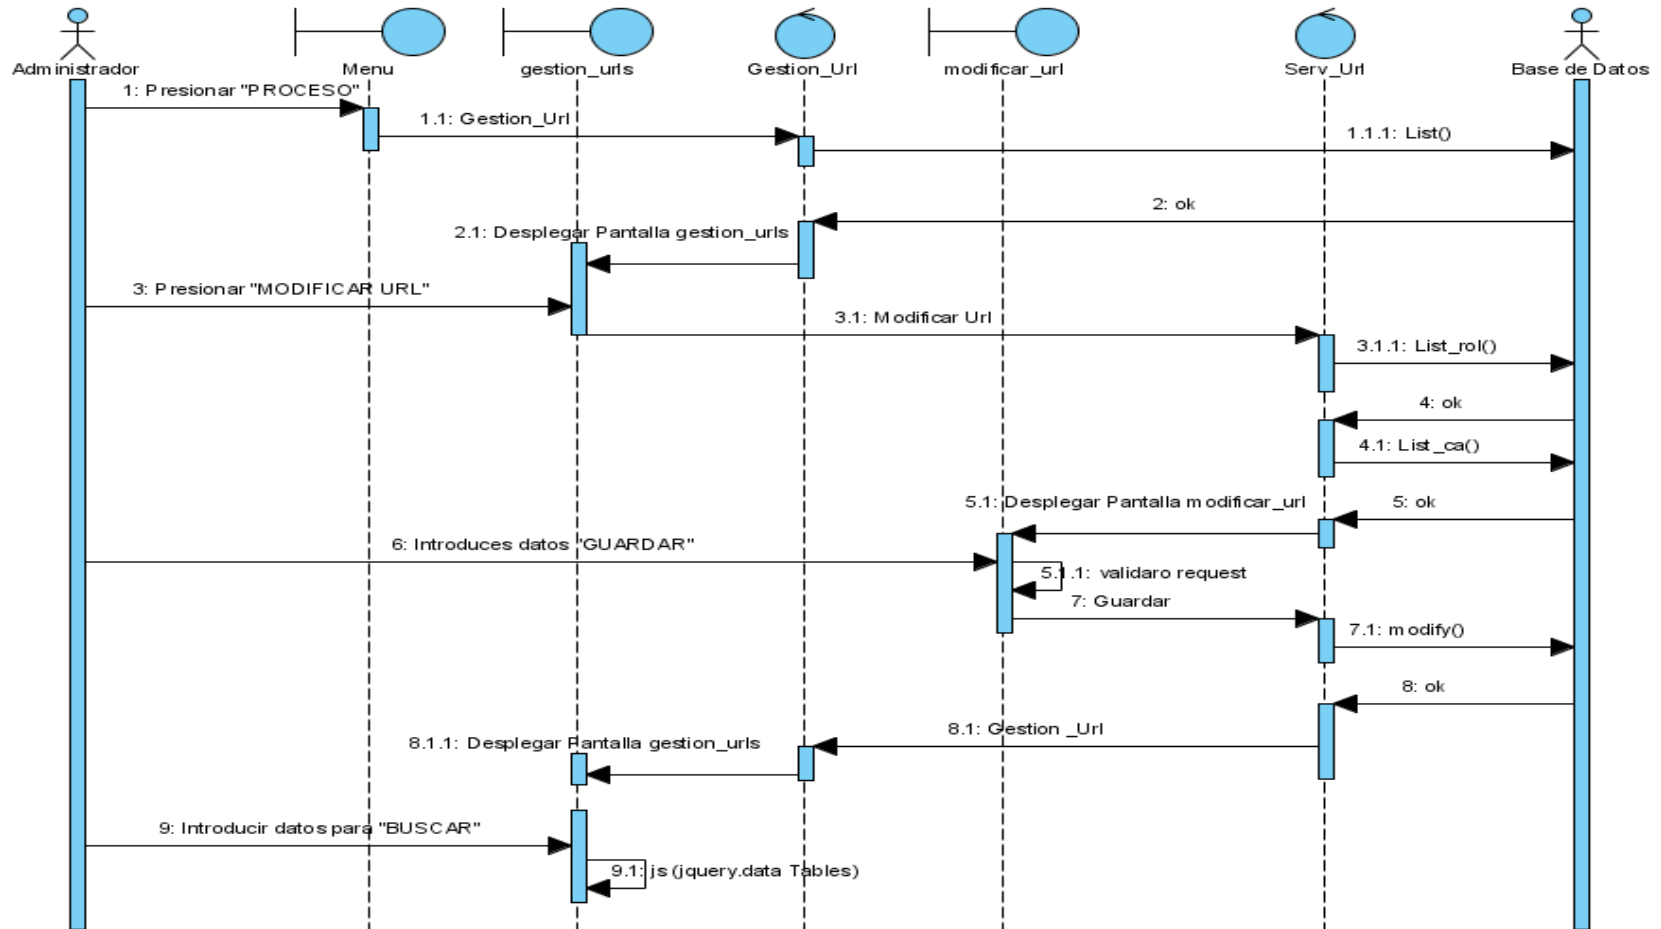 Administrador
Menu
gestion_urls
Gestion_Url
modificar_url
Serv_Url
Base de Datos
1: Presionar "PROCESO"
1.1: Gestion_Url
1.1.1: List()
2: ok
2.1: Desplegar Pantalla gestion_urls
3: Presionar "MODIFICAR URL"
3.1: Modificar Url
3.1.1: List_rol()
4: ok
4.1: List_ca()
5: ok
5.1: Desplegar Pantalla modificar_url
6: Introduces datos "GUARDAR"
5.1.1: validaro request
7: Guardar
7.1: modify()
8: ok
8.1: Gestion _Url
8.1.1: Desplegar Pantalla gestion_urls
9: Introducir datos para "BUSCAR"
9.1: js (jquery.data Tables)